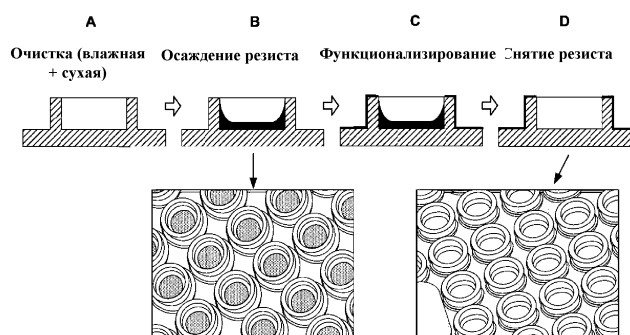 A
B
C
D
Очистка (влажная
+ сухая)
Осаждение резиста
Функционализирование
Снятие резиста